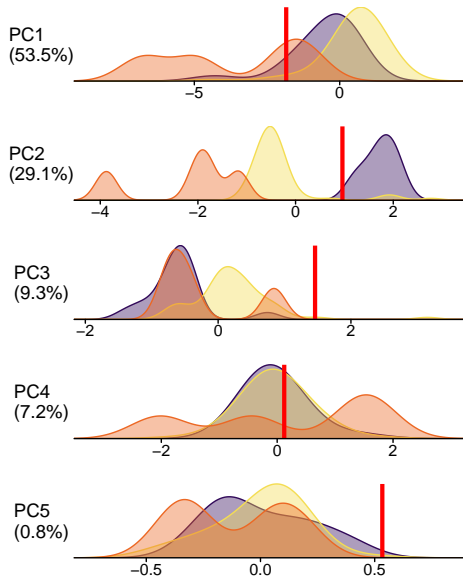 PC1
(53.5%)
−5 0
PC2
(29.1%)
−4 −2 0 2
PC3
(9.3%)
−2 0 2
PC4
(7.2%)
−2 0 2
PC5
(0.8%)
−0.5 0.0 0.5